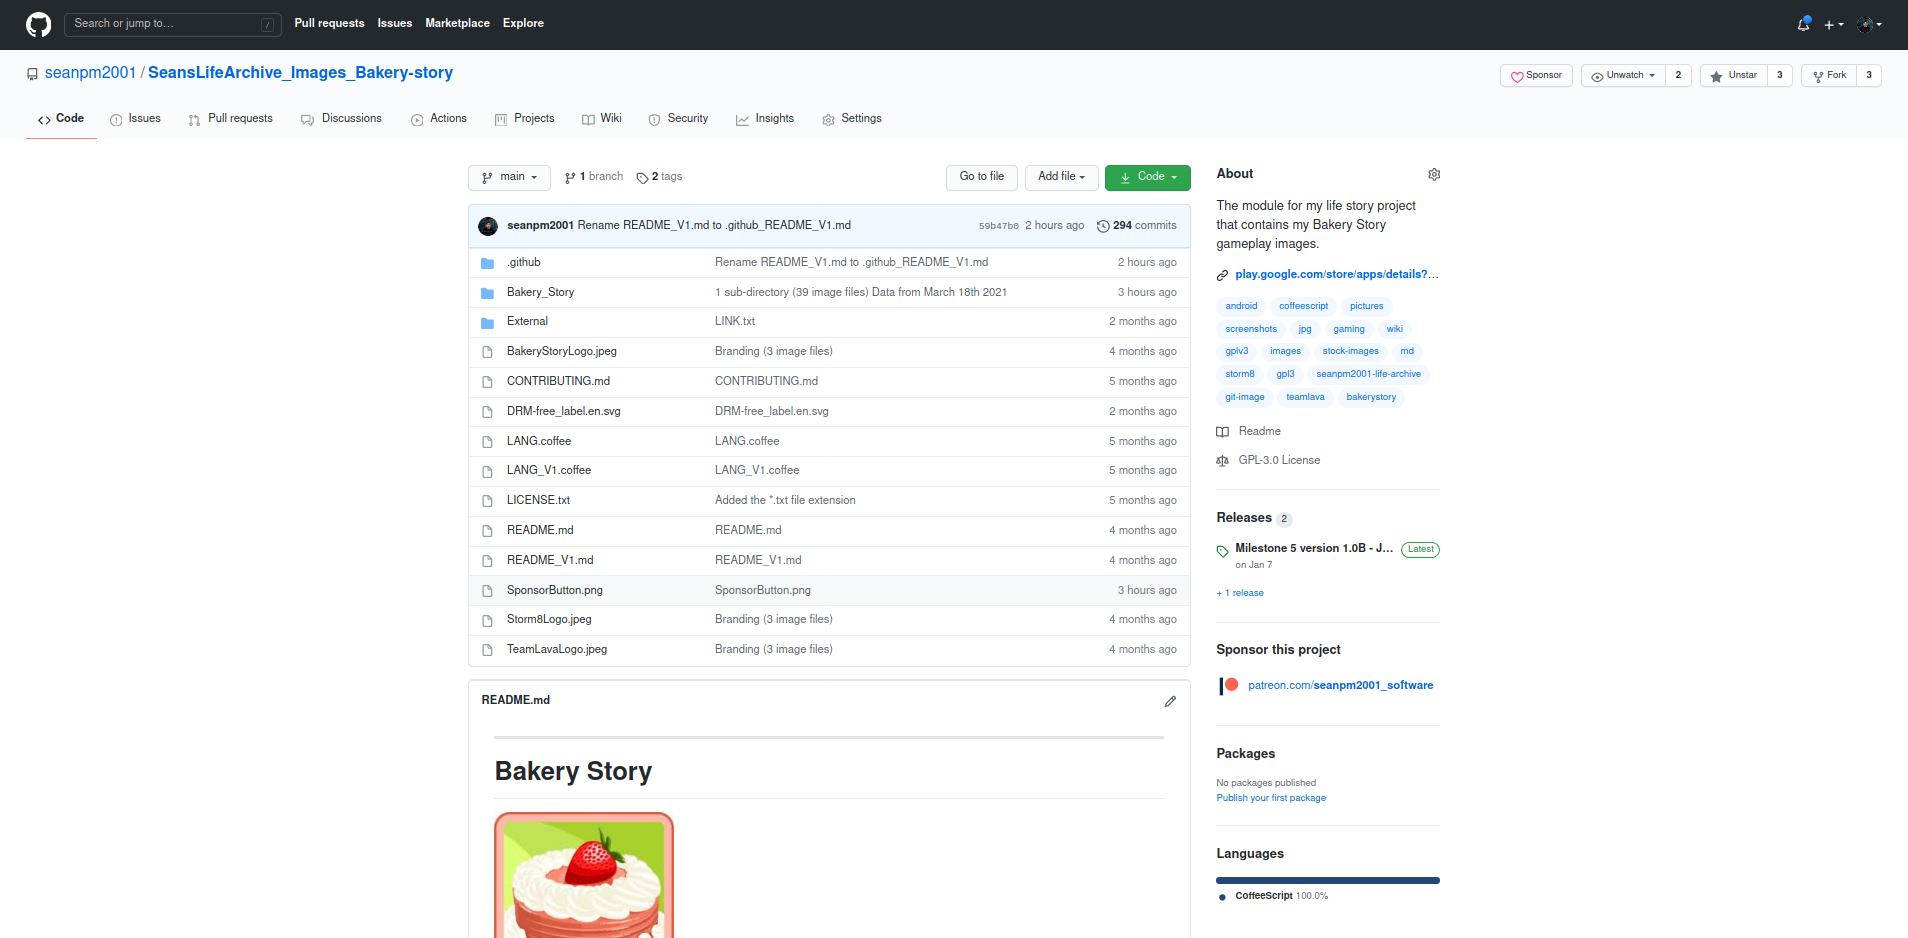 Search or jump to…
/
Pull requests
Issues
Marketplace
Explore
seanpm2001 / SeansLifeArchive_Images_Bakery-story
Sponsor
Unwatch
2
Unstar
3
Fork
3
Code
Issues
Pull requests
Discussions
Actions
Projects
Wiki
Security
Insights
Settings
main
1 branch
2 tags
Go to file
Add file
Code
seanpm2001 Rename README_V1.md to .github_README_V1.md
59b47b0 2 hours ago
294 commits
.github Rename README_V1.md to .github_README_V1.md 2 hours ago
Bakery_Story 1 sub-directory (39 image files) Data from March 18th 2021 3 hours ago
External LINK.txt 2 months ago
BakeryStoryLogo.jpeg Branding (3 image files) 4 months ago
CONTRIBUTING.md CONTRIBUTING.md 5 months ago
DRM-free_label.en.svg DRM-free_label.en.svg 2 months ago
LANG.coffee LANG.coffee 5 months ago
LANG_V1.coffee LANG_V1.coffee 5 months ago
LICENSE.txt Added the *.txt file extension 5 months ago
README.md README.md 4 months ago
README_V1.md README_V1.md 4 months ago
SponsorButton.png SponsorButton.png 3 hours ago
Storm8Logo.jpeg Branding (3 image files) 4 months ago
TeamLavaLogo.jpeg Branding (3 image files) 4 months ago
README.md
Bakery Story
About
The module for my life story project
that contains my Bakery Story
gameplay images.
play.google.com/store/apps/details?…
android coffeescript pictures
screenshots jpg gaming wiki
gplv3 images stock-images md
storm8 gpl3 seanpm2001-life-archive
git-image teamlava bakerystory
Readme
GPL-3.0 License
Releases 2
Milestone 5 version 1.0B - J… Latest
on Jan 7
+ 1 release
Sponsor this project
patreon.com/seanpm2001_software
Packages
No packages published
Publish your first package
Languages
CoffeeScript 100.0%